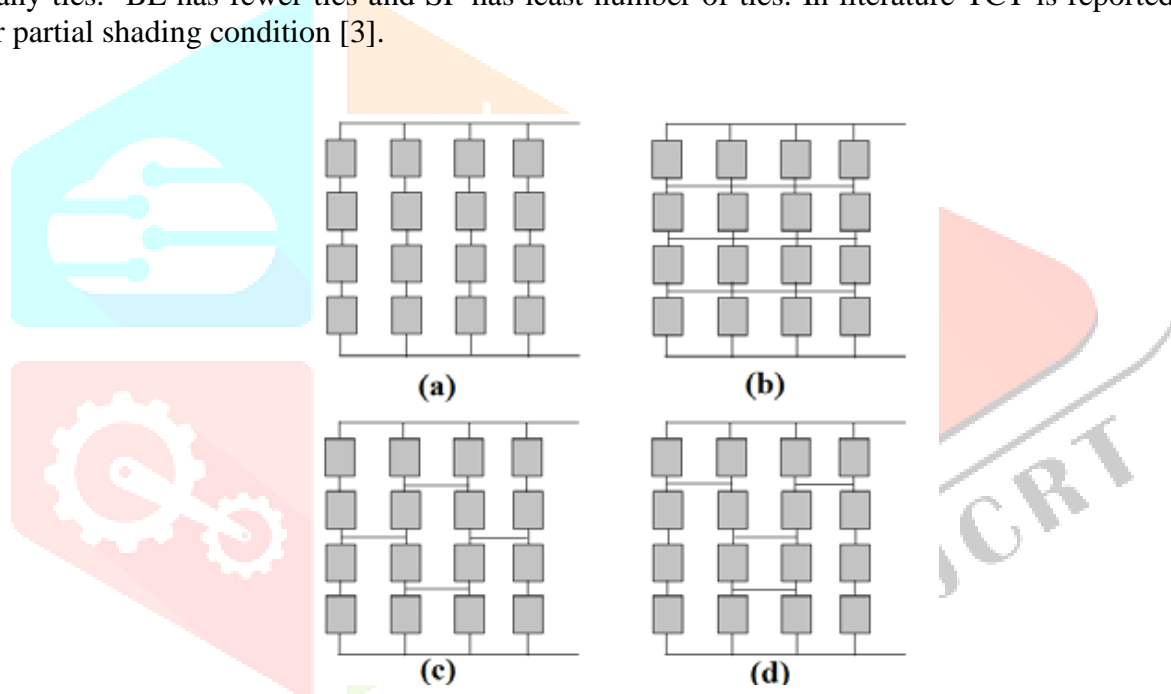 any ties. BL has fewer ties and SP has least number of ties. In literature TCT is reported
r partial shading condition [3].
(a)
(b)
(c)
(d)
JCRT